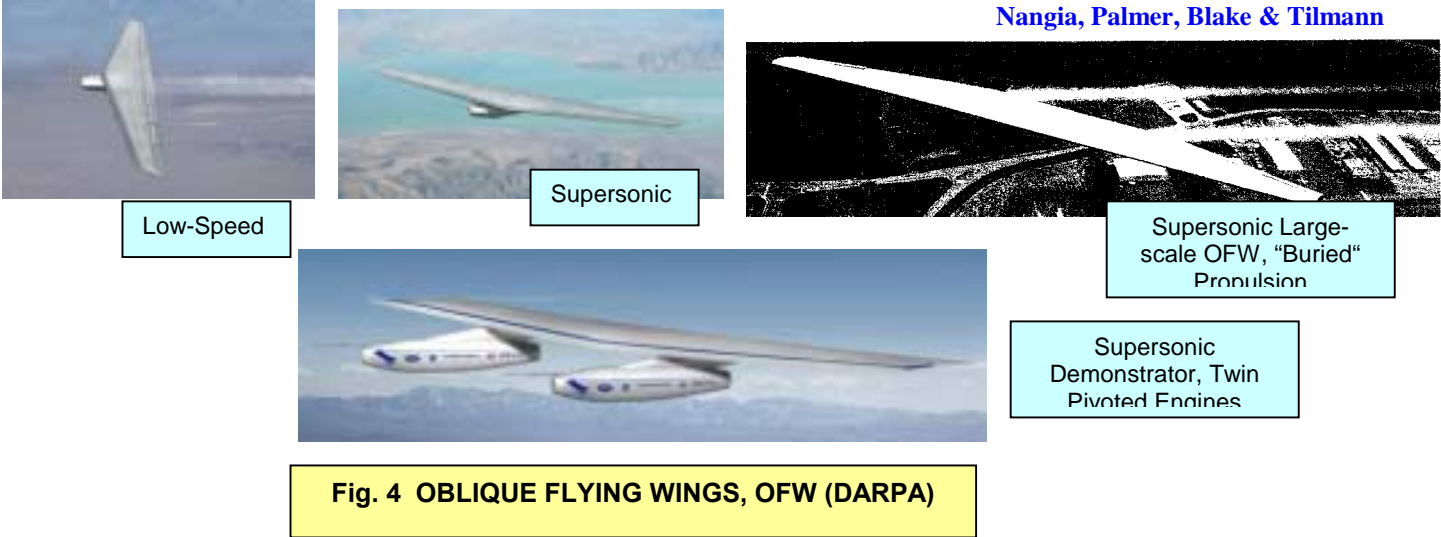 Nangia, Palmer, Blake & Tilmann
Low-Speed
Supersonic
Supersonic Large-
scale OFW, “Buried“
Propulsion
Supersonic
Demonstrator, Twin
Pivoted Engines
Fig. 4 OBLIQUE FLYING WINGS, OFW (DARPA)